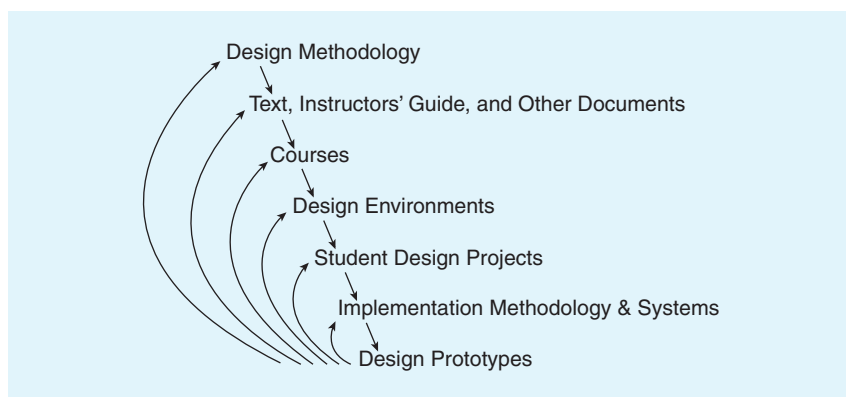 Design Methodology
Text, Instructors’ Guide, and Other Documents
Courses
Design Environments
Student Design Projects
Implementation Methodology & Systems
Design Prototypes